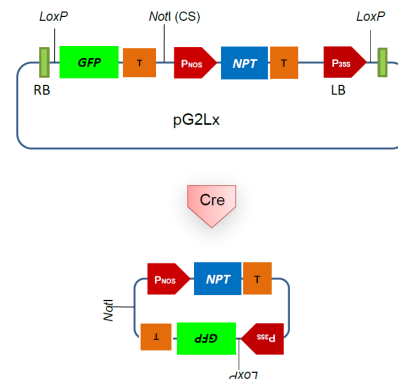 LoxP NotI (CS) LoxP
GFP T PNOS NPT T P35S
RB LB
pG2Lx
Cre
PNOS NPT T
NotI
T GFP P35S
LoxP